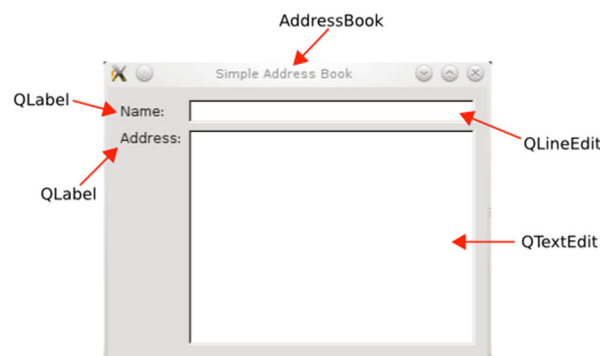 AddressBook
Simple Address Book
QLabel
Name:
QLineEdit
Address:
QLabel
QTextEdit